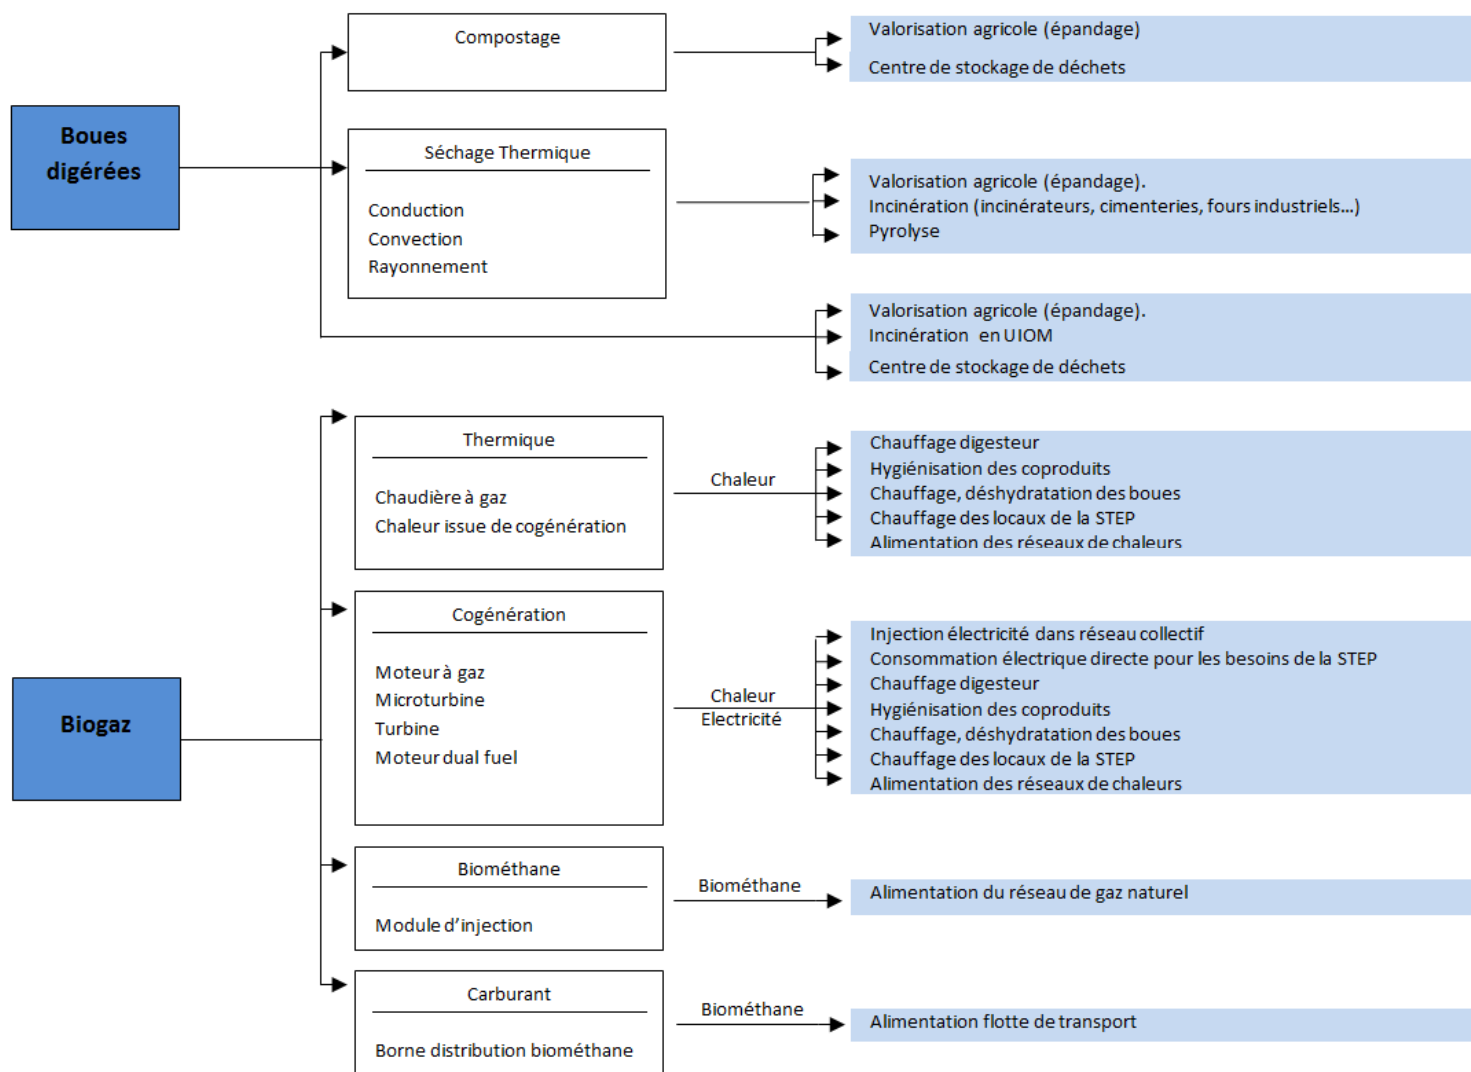 Compostage
Valorisation agricole (épandage)
Centre de stockage de déchets
Boues
digérées
Séchage Thermique
Conduction
Convection
Rayonnement
Valorisation agricole (épandage).
Incinération (incinérateurs, cimenteries, fours industriels...)
Pyrolyse
Valorisation agricole (épandage).
Incinération en UIOM
Centre de stockage de déchets
Biogaz
Thermique
Chaudière à gaz
Chaleur issue de cogénération
Chaleur
Chauffage digesteur
Hygiénisation des coproduits
Chauffage, déshydratation des boues
Chauffage des locaux de la STEP
Alimentation des réseaux de chaleurs
Cogénération
Moteur à gaz
Microturbine
Turbine
Moteur dual fuel
Chaleur
Electricité
Injection électricité dans réseau collectif
Consommation électrique directe pour les besoins de la STEP
Chauffage digesteur
Hygiénisation des coproduits
Chauffage, déshydratation des boues
Chauffage des locaux de la STEP
Alimentation des réseaux de chaleurs
Biométhane
Module d'injection
Biométhane
Alimentation du réseau de gaz naturel
Carburant
Borne distribution biométhane
Biométhane
Alimentation flotte de transport